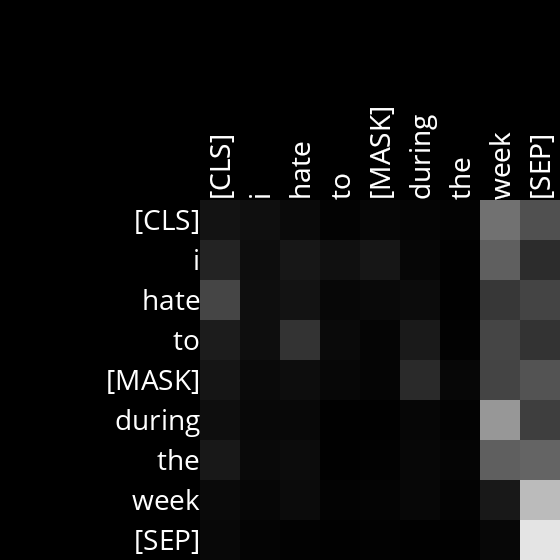 [CLS] i hate to [MASK] during the week [SEP]
[CLS]
i
hate
to
[MASK]
during
the
week
[SEP]